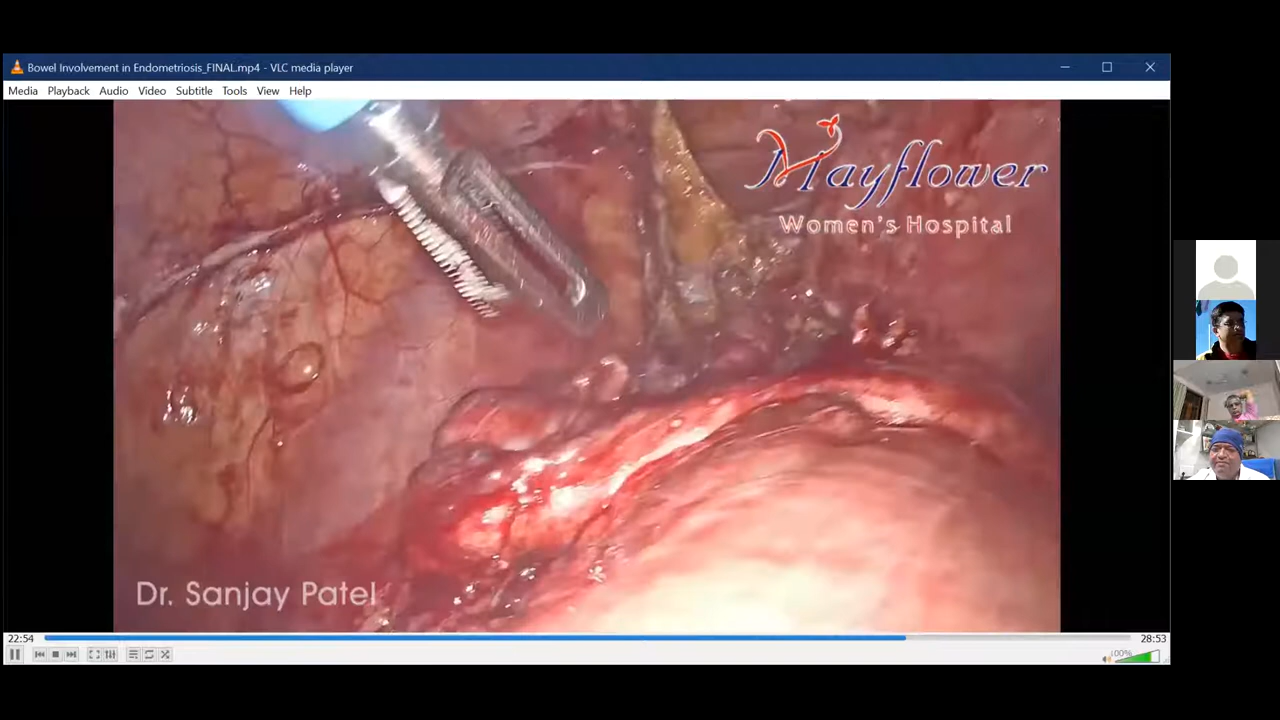 Bowel Involvement in Endometriosis_FINAL.mp4 - VLC media player
Media Playback Audio Video Subtitle Tools View Help
Mayflower
Women's Hospital
Dr. Sanjay Patel
22:54
28:53
100%